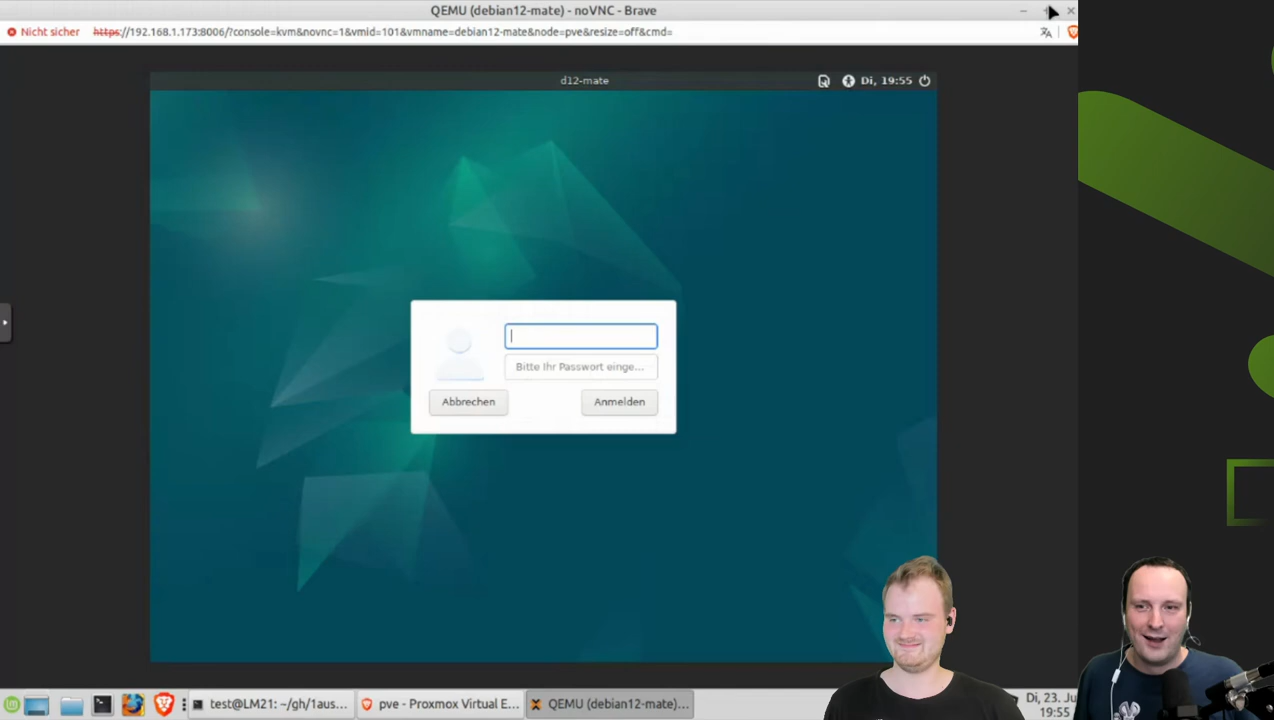 QEMU (debian12-mate) - noVNC - Brave
Nicht sicher https://192.168.1.173:8006/?console=kvm&novnc=1&vmid=101&vmname=debian12-mate&node=pve&resize=off&cmd=
d12-mate
Di, 19:55
Bitte Ihr Passwort einge...
Abbrechen
Anmelden
test@LM21: ~/gh/1aus...
pve - Proxmox Virtual E...
QEMU (debian12-mate)...
Di, 23. Ju
19:55